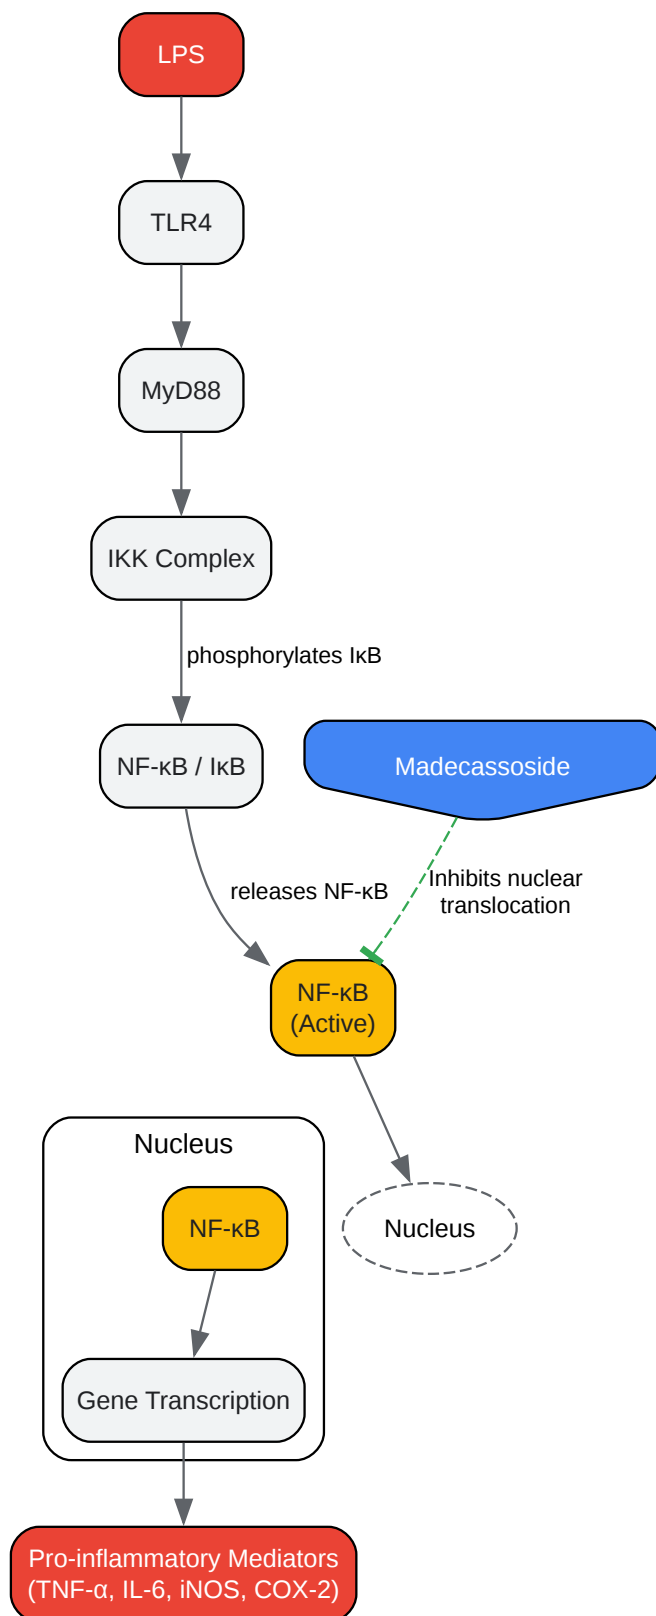 LPS
TLR4
MyD88
IKK Complex
phosphorylates IκB
NF-κB / IκB
Madecassoside
releases NF-κB
Inhibits nuclear
translocation
NF-κB
(Active)
Nucleus
NF-κB
Nucleus
Gene Transcription
Pro-inflammatory Mediators
(TNF-α, IL-6, iNOS, COX-2)